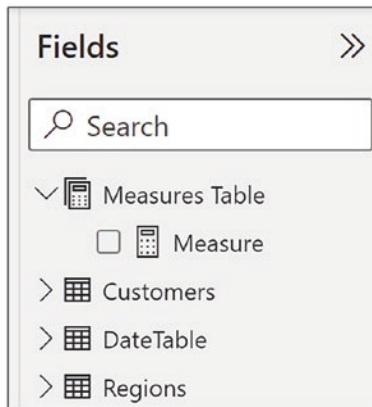 Fields
Search
Measures Table
Measure
Customers
DateTable
Regions